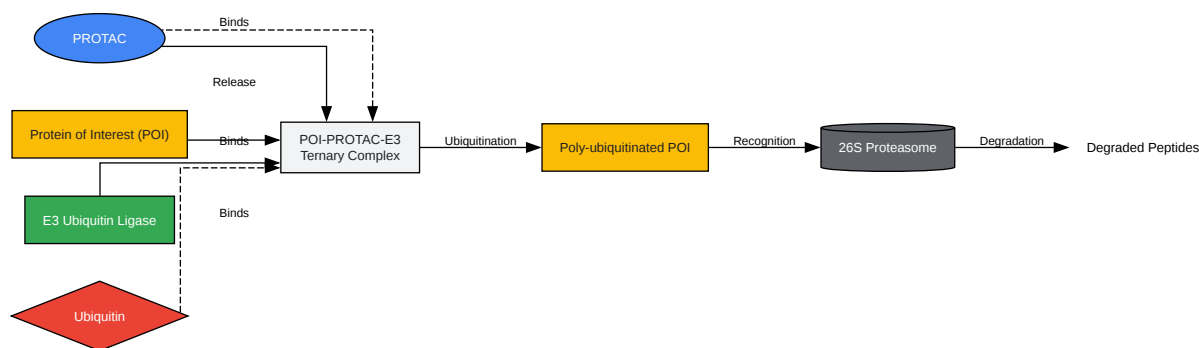 Binds
PROTAC
Release
Protein of Interest (POI)
Binds
POI-PROTAC-E3
Ternary Complex
Ubiquitination
Poly-ubiquitinated POI
Recognition
26S Proteasome
Degradation
Degraded Peptides
E3 Ubiquitin Ligase
Binds
Ubiquitin